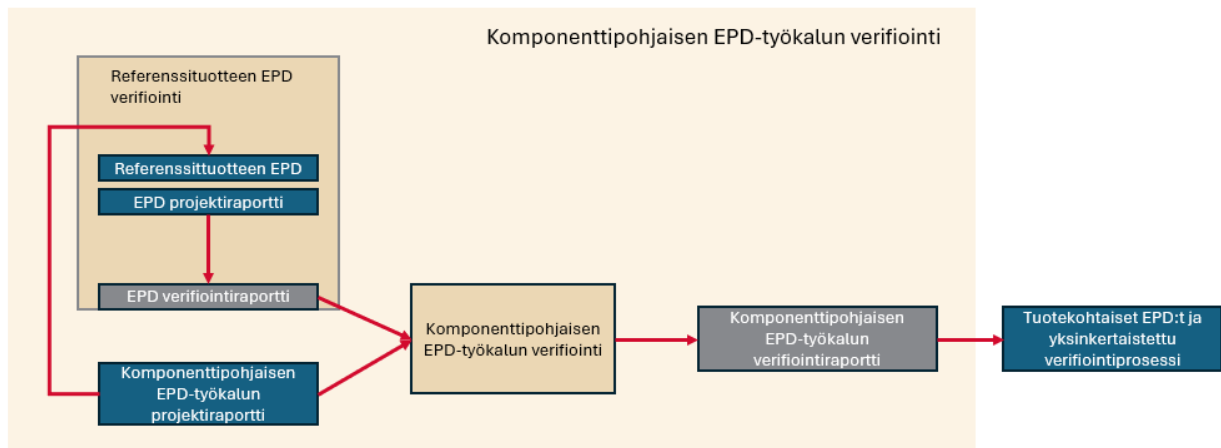 Komponenttipohjaisen EPD-työkalun verifiointi
Referenssituotteen EPD
verifiointi
Referenssittuotteen EPD
EPD projektiraportti
EPD verifiointiraportti
Komponenttipohjaisen
EPD-työkalun
projektiraportti
Komponenttipohjaisen
EPD-työkalun verifiointi
Komponenttipohjaisen
EPD-työkalun
verifiointiraportti
Tuotekohtaiset EPD:t ja
yksinkertaistettu
verifiointiprosessi